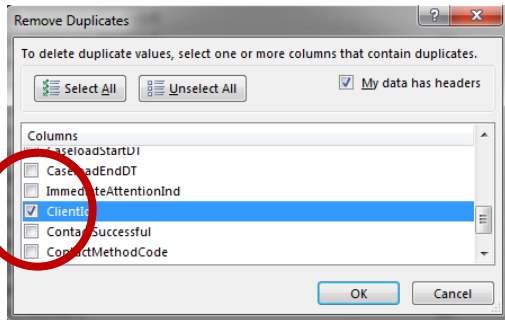 Remove Duplicates
To delete duplicate values, select one or more columns that contain duplicates.
Select All
Unselect All
My data has headers
Columns
CaseloadStartDT
CaseloadEndDT
ImmediateAttentionInd
ClientId
ContactSuccessful
ContactMethodCode
OK
Cancel